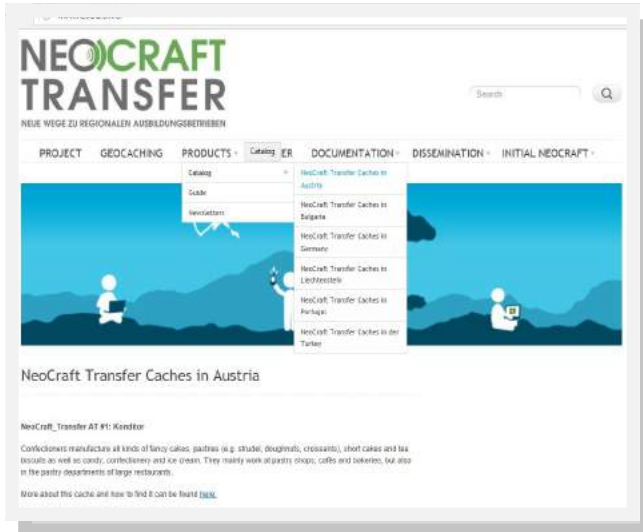 NEOCRAFT
TRANSFER
NEUE WEGE ZU REGIONALEN AUSBILDUNGSBETRIEBEN
Search
PROJECT GEOCACHING PRODUCTS Catalog ER DOCUMENTATION DISSEMINATION INITIAL NEOCRAFT
Catalog
Guide
Newsletters
NeoCraft Transfer Caches in
Austria
NeoCraft Transfer Caches in
Bulgaria
NeoCraft Transfer Caches in
Germany
NeoCraft Transfer Caches in
Liechtenstein
NeoCraft Transfer Caches in
Portugal
NeoCraft Transfer Caches in der
Turkey
NeoCraft Transfer Caches in Austria
NeoCraft_Transfer AT #1: Konditor
Confectioners manufacture all kinds of fancy cakes, pastries (e.g. strudel, doughnuts, croissants), short cakes and tea
biscuits as well as candy, confectionery and ice cream. They mainly work at pastry shops, cafés and bakeries, but also
in the pastry departments of large restaurants.
More about this cache and how to find it can be found here.